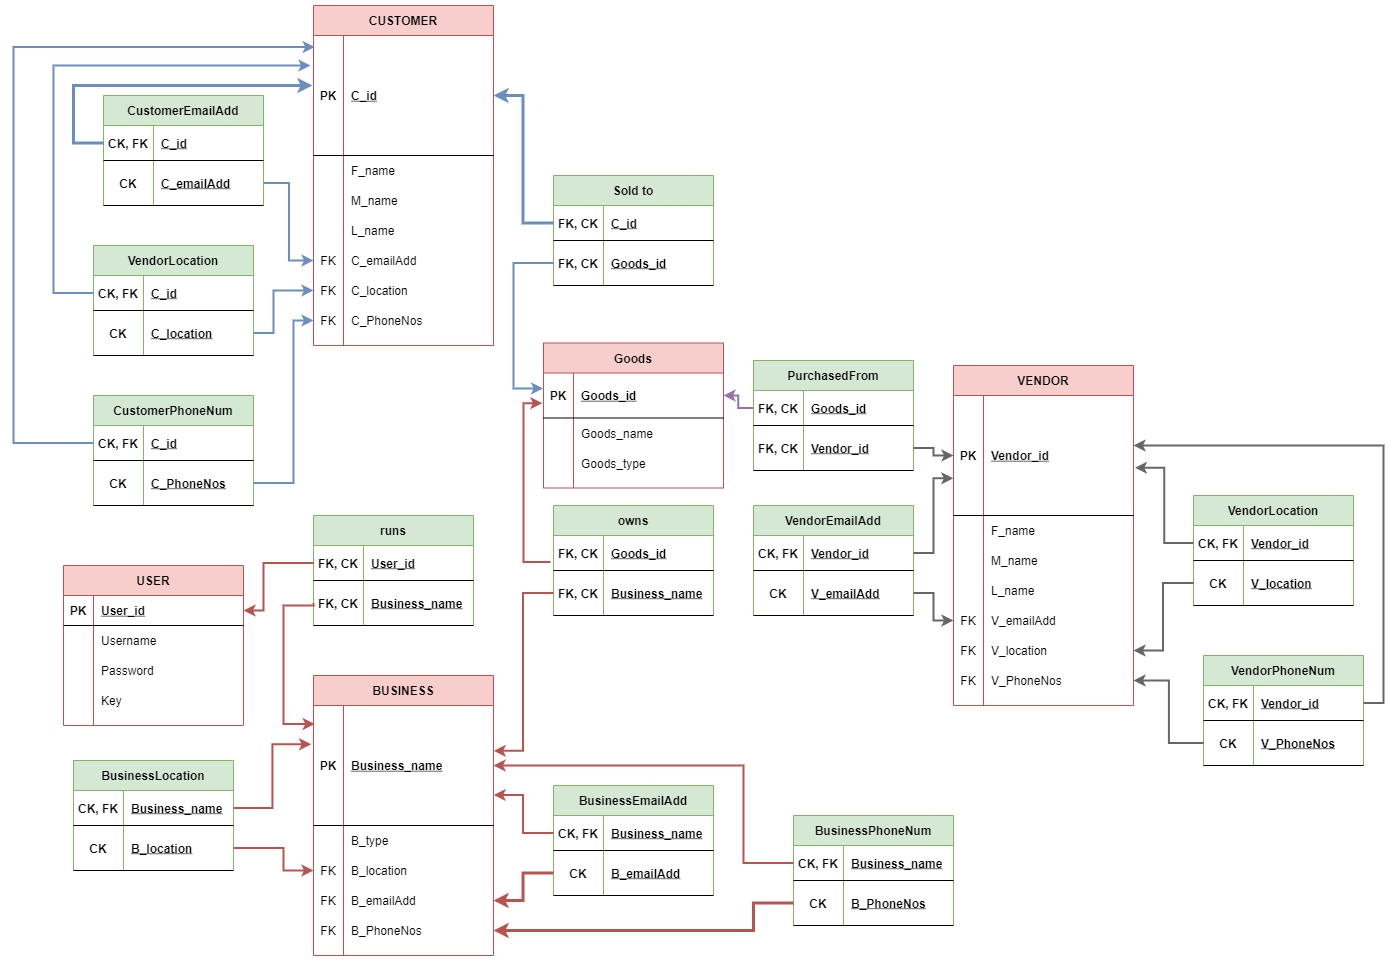 CUSTOMER
PK C_id
F_name
M_name
L_name
FK C_emailAdd
FK C_location
FK C_PhoneNos
CustomerEmailAdd
CK, FK C_id
CK C_emailAdd
VendorLocation
CK, FK C_id
CK C_location
CustomerPhoneNum
CK, FK C_id
CK C_PhoneNos
Sold to
FK, CK C_id
FK, CK Goods_id
Goods
PK Goods_id
Goods_name
Goods_type
PurchasedFrom
FK, CK Goods_id
FK, CK Vendor_id
VENDOR
PK Vendor_id
F_name
M_name
L_name
FK V_emailAdd
FK V_location
FK V_PhoneNos
VendorLocation
CK, FK Vendor_id
CK V_location
VendorPhoneNum
CK, FK Vendor_id
CK V_PhoneNos
VendorEmailAdd
CK, FK Vendor_id
CK V_emailAdd
owns
FK, CK Goods_id
FK, CK Business_name
runs
FK, CK User_id
FK, CK Business_name
USER
PK User_id
Username
Password
Key
BUSINESS
PK Business_name
B_type
FK B_location
FK B_emailAdd
FK B_PhoneNos
BusinessLocation
CK, FK Business_name
CK B_location
BusinessEmailAdd
CK, FK Business_name
CK B_emailAdd
BusinessPhoneNum
CK, FK Business_name
CK B_PhoneNos